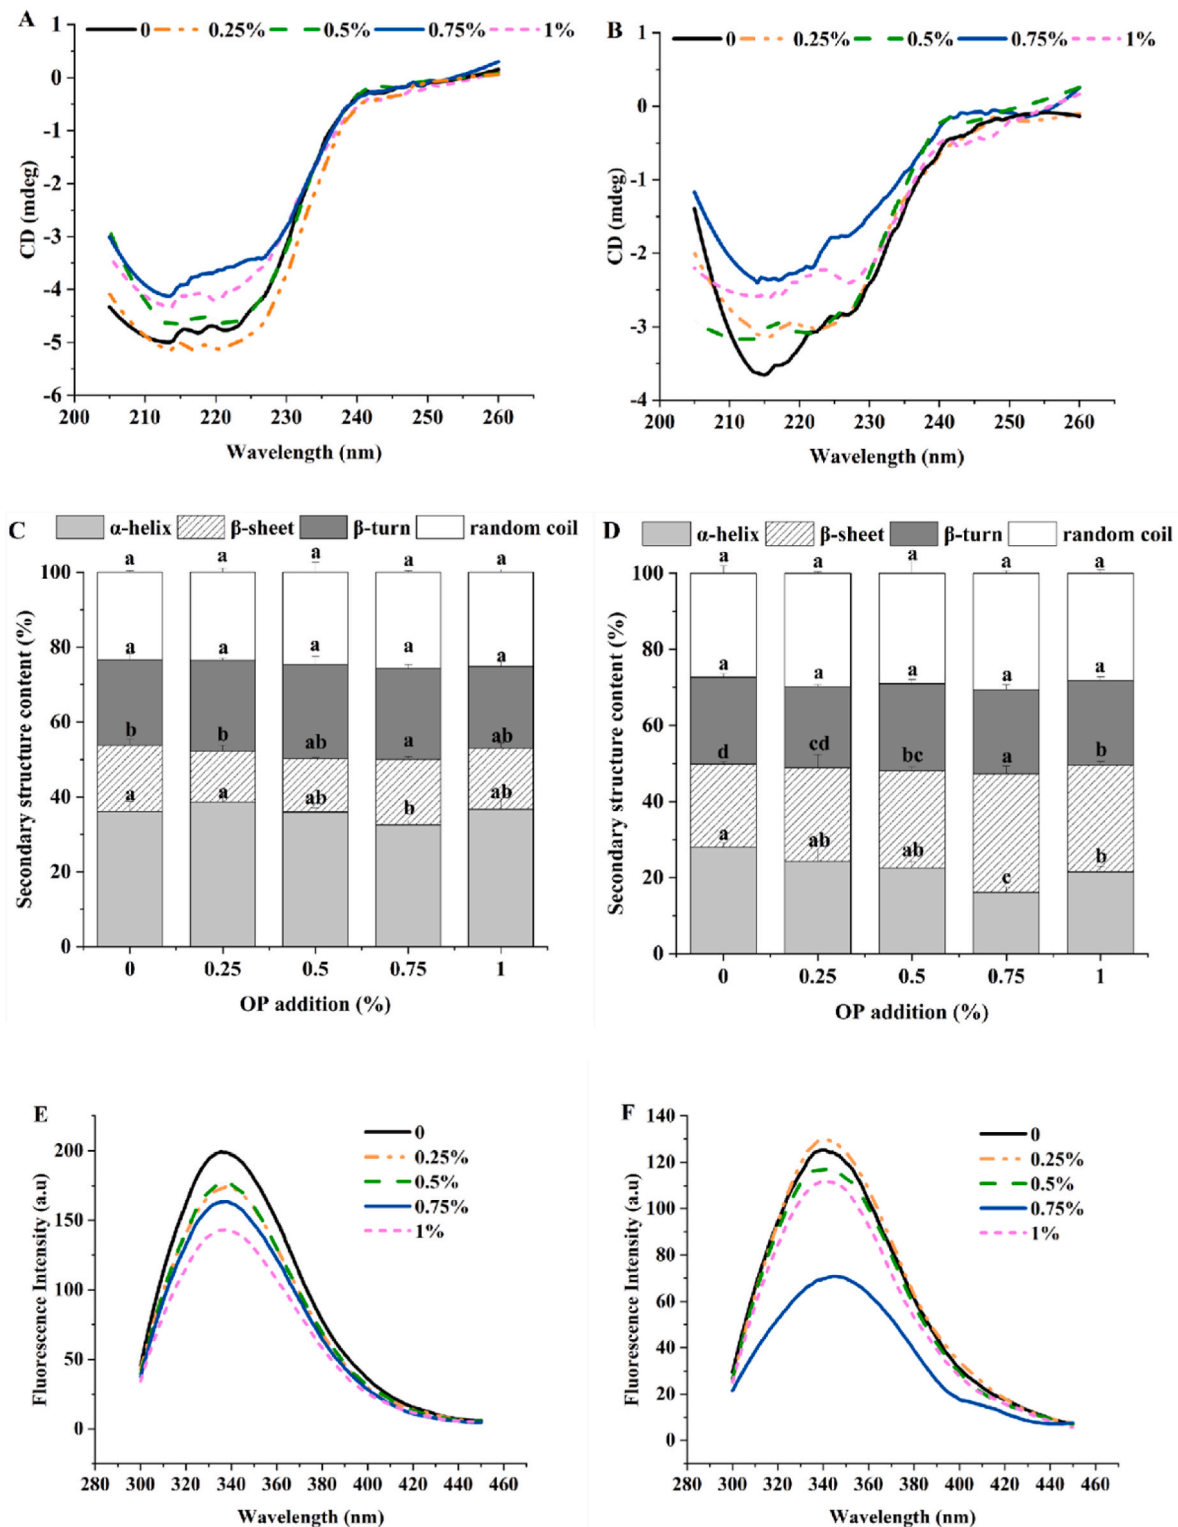 A
0 0.25% 0.5% 0.75% 1%
1
0
-1
-2
-3
-4
-5
-6
CD (mdeg)
200 210 220 230 240 250 260
Wavelength (nm)
B
0 0.25% 0.5% 0.75% 1%
1
0
-1
-2
-3
-4
CD (mdeg)
200 210 220 230 240 250 260
Wavelength (nm)
C
α-helix β-sheet β-turn random coil
a a a a a
100
80
60
40
20
0
a a a a a
b b ab a ab
a a ab b ab
Secondary structure content (%)
0 0.25 0.5 0.75 1
OP addition (%)
D
α-helix β-sheet β-turn random coil
a a a a a
100
80
60
40
20
0
a a a a a
d cd bc a b
a ab ab c b
Secondary structure content (%)
0 0.25 0.5 0.75 1
OP addition (%)
E
0
0.25%
0.5%
0.75%
1%
200
150
100
50
0
Fluorescence Intensity (a.u)
280 300 320 340 360 380 400 420 440 460
Wavelength (nm)
F
0
0.25%
0.5%
0.75%
1%
140
120
100
80
60
40
20
0
Fluorescence Intensity (a.u)
280 300 320 340 360 380 400 420 440 460
Wavelength (nm)